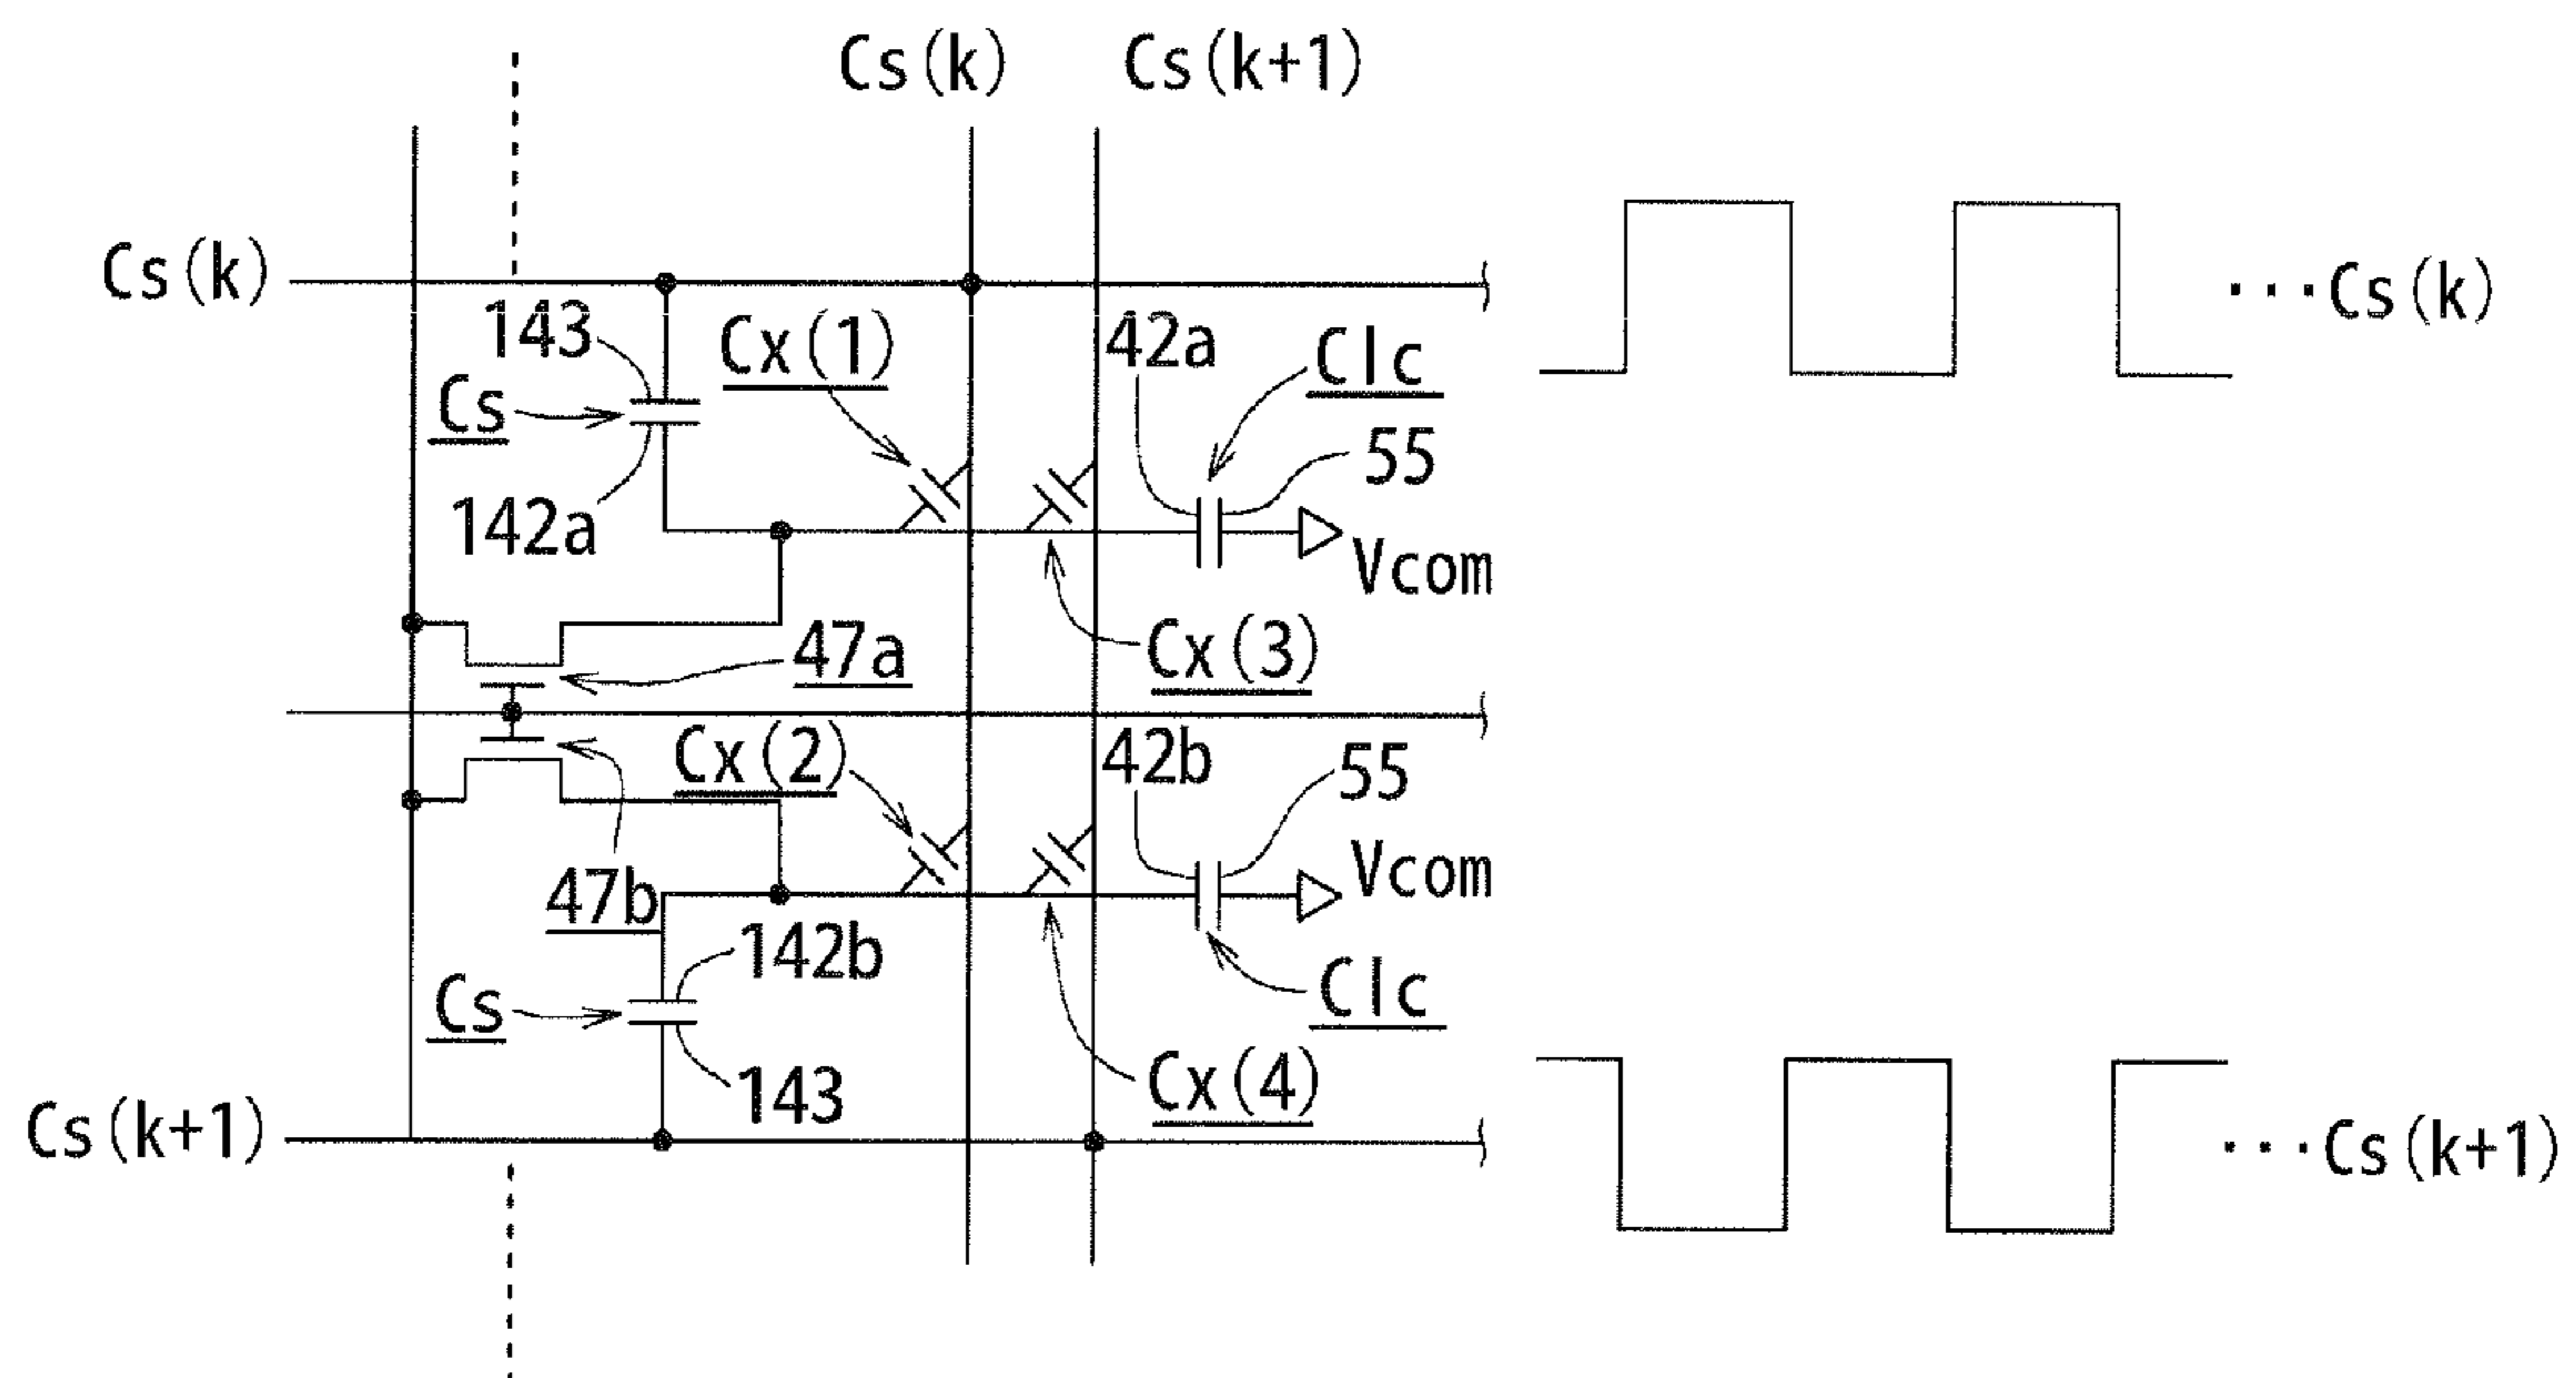 Cs(k) Cs(k+1)
Cs(k)
143
Cx(1)
42a
Clc
Cs
55
142a
Vcom
47a
Cx(3)
Cx(2)
42b
55
47b
Vcom
142b
Cs
Clc
143
Cx(4)
Cs(k+1)
···Cs(k)
···Cs(k+1)